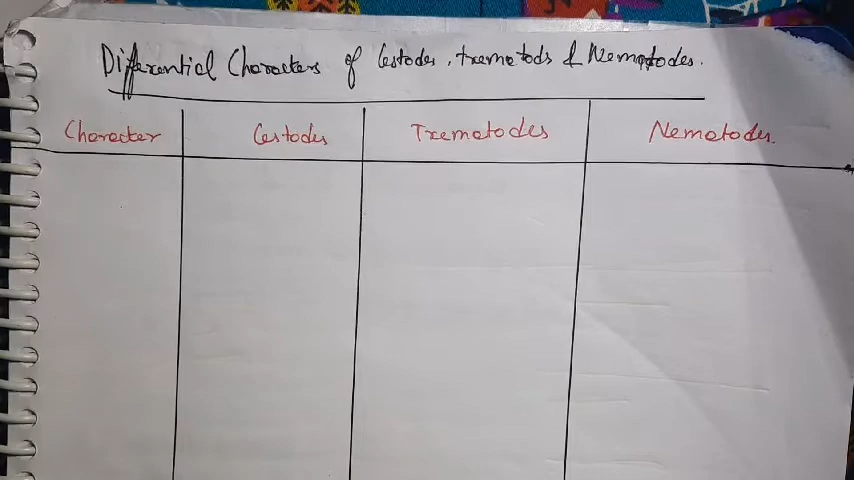 Differential Characters of Cestodes, trematods & Nematodes.
Character Cestodes Trematodes Nematodes.